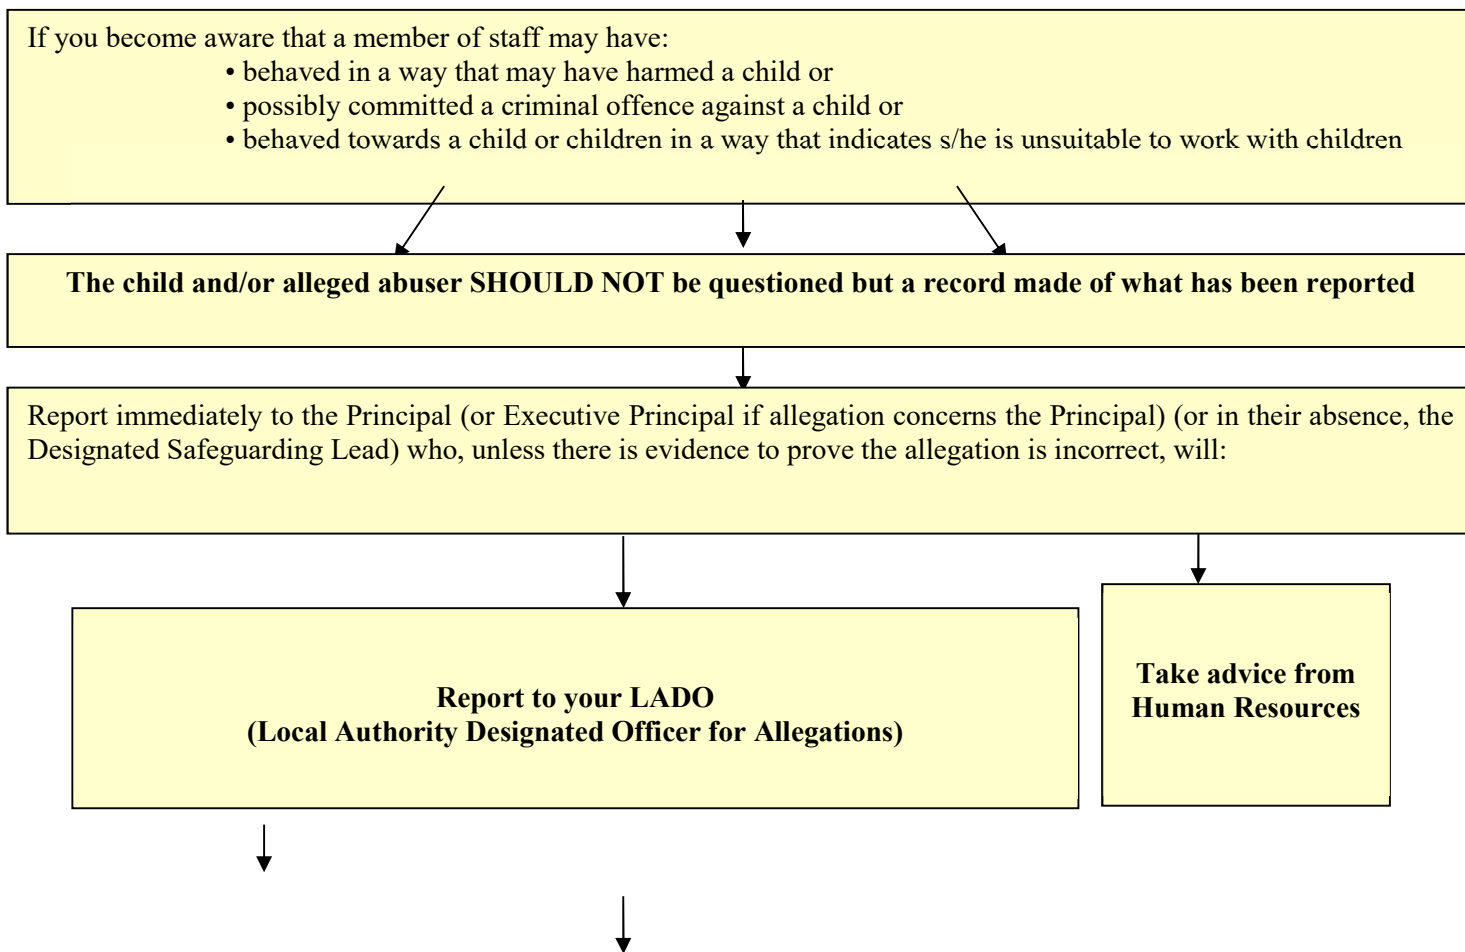 If you become aware that a member of staff may have:
• behaved in a way that may have harmed a child or
• possibly committed a criminal offence against a child or
• behaved towards a child or children in a way that indicates s/he is unsuitable to work with children
The child and/or alleged abuser SHOULD NOT be questioned but a record made of what has been reported
Report immediately to the Principal (or Executive Principal if allegation concerns the Principal) (or in their absence, the
Designated Safeguarding Lead) who, unless there is evidence to prove the allegation is incorrect, will:
Report to your LADO
(Local Authority Designated Officer for Allegations)
Take advice from
Human Resources